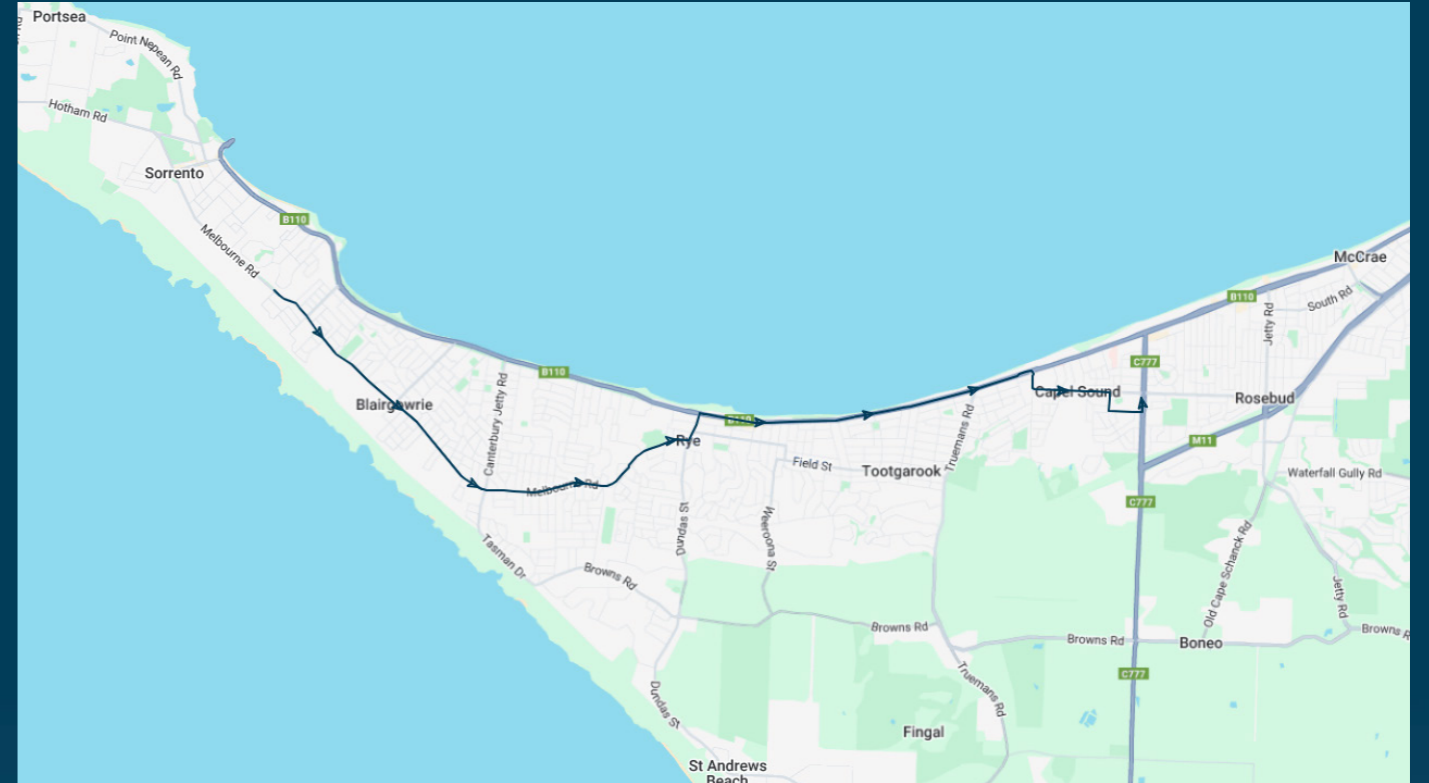 Portsea
Point Nepean Rd
Hotham Rd
Sorrento
B110
Melbourne Rd
McCrae
South Rd
B110
Jetty Rd
C777
B110
Canterbury Jetty Rd
Blairgowrie
Capel Sound
Rosebud
B110
Truemans Rd
Rye
M11
Field St
Tootgarook
Waterfall Gully Rd
Melbourne Rd
C777
Dundas St
Weeroona St
Tasman Dr
Browns Rd
Old Cape Schanck Rd
Jetty Rd
Browns Rd
Browns Rd
Boneo
Browns R
C777
Truemans Rd
Dundas St
Fingal
St Andrews
Beach